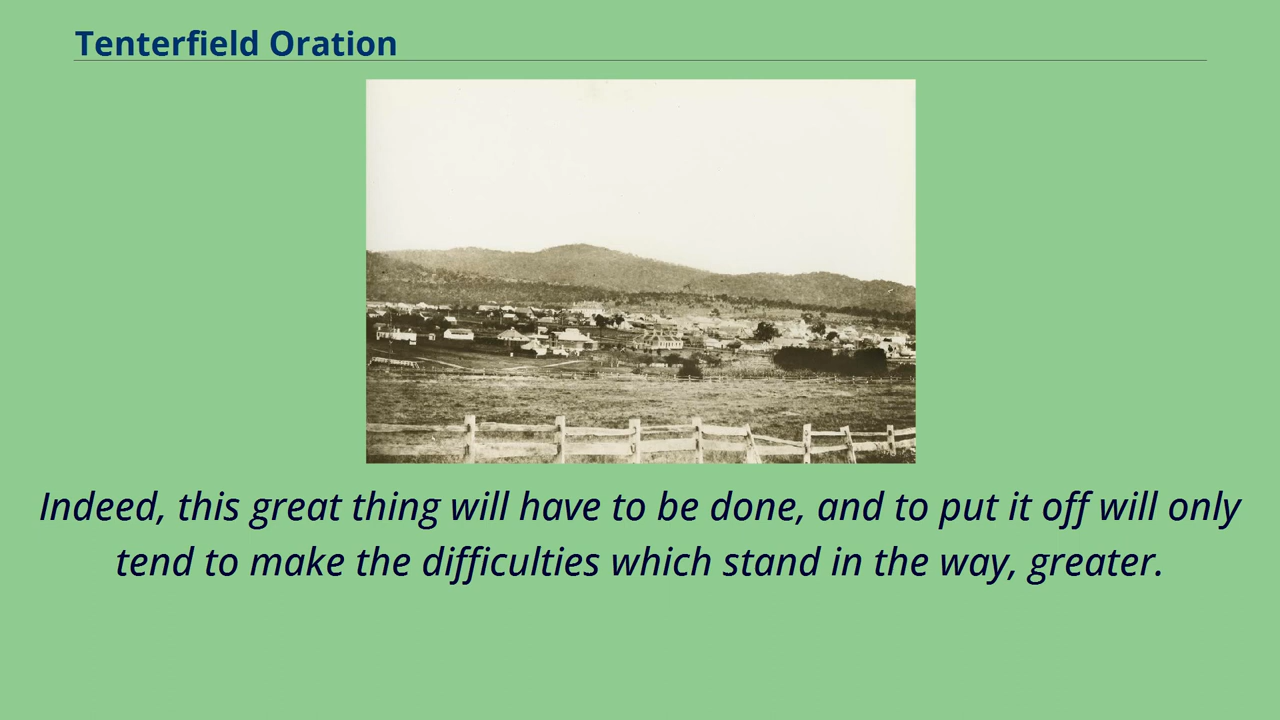 Tenterfield Oration
Indeed, this great thing will have to be done, and to put it off will only
tend to make the difficulties which stand in the way, greater.